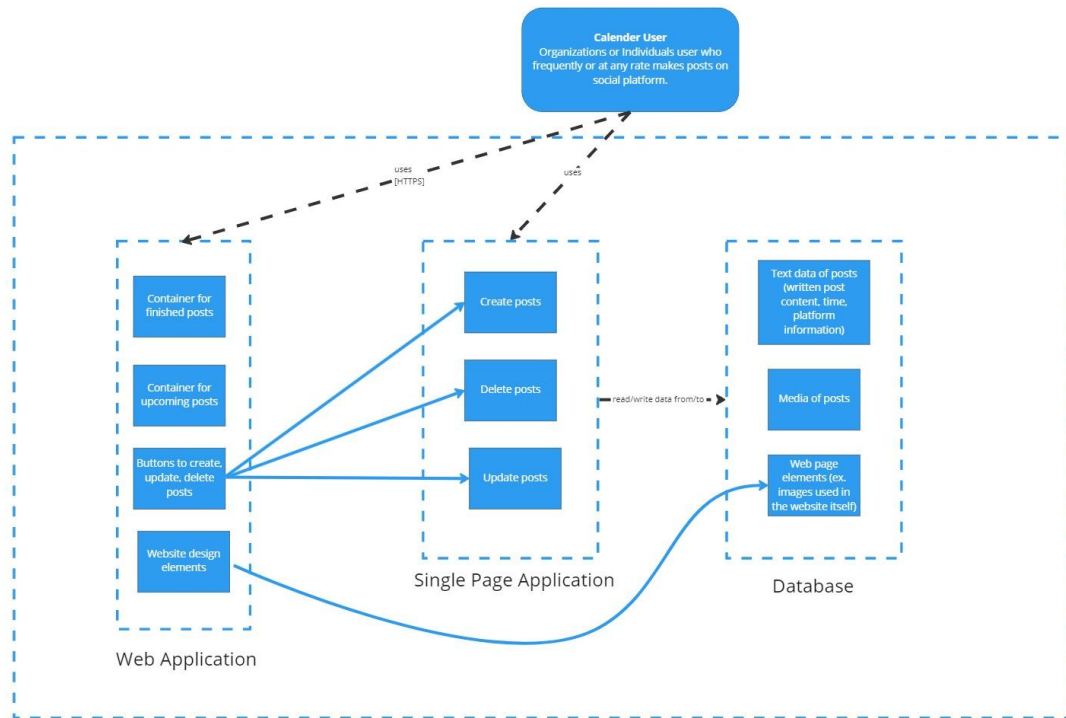 Calender User
Organizations or Individuals user who
frequently or at any rate makes posts on
social platform.
uses
[HTTPS]
uses
Container for
finished posts
Container for
upcoming posts
Buttons to create,
update, delete
posts
Website design
elements
Web Application
Create posts
Delete posts
Update posts
Single Page Application
read/write data from/to
Text data of posts
(written post
content, time,
platform
information)
Media of posts
Web page
elements (ex.
images used in
the website itself)
Database